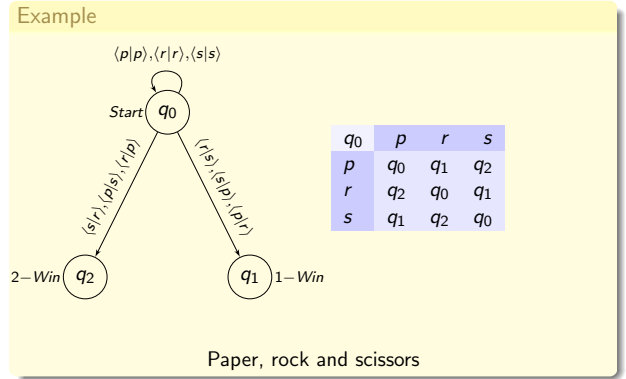 Example
⟨p|p⟩,⟨r|r⟩,⟨s|s⟩
Start q₀
⟨s|r⟩,⟨p|s⟩,⟨r|p⟩
⟨r|s⟩,⟨s|p⟩,⟨p|r⟩
2−Win q₂
q₁ 1−Win
q₀ p r s
p q₀ q₁ q₂
r q₂ q₀ q₁
s q₁ q₂ q₀
Paper, rock and scissors